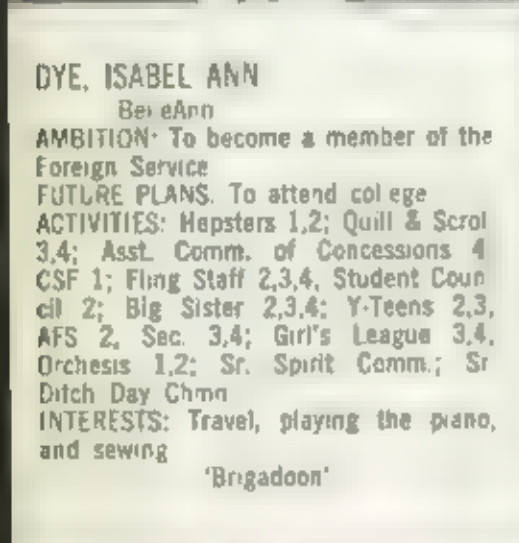 DYE, ISABEL ANN
AMBITION: To become a member of the
Foreign Service
FUTURE PLANS. To attend college
ACTIVITIES: Hepsters 1,2; Quill & Scrol
3,4; Asst. Comm. of Concessions 4
CSF 1; Fling Staff 2,3,4, Student Coun
cil 2; Big Sister 2,3,4; Y-Teens 2,3,
AFS 2, Sec. 3,4; Girl's League 3,4,
Orchesis 1,2; Sr. Spirit Comm.; Sr
Ditch Day Chmn
INTERESTS: Travel, playing the piano,
and sewing
'Brigadoon'